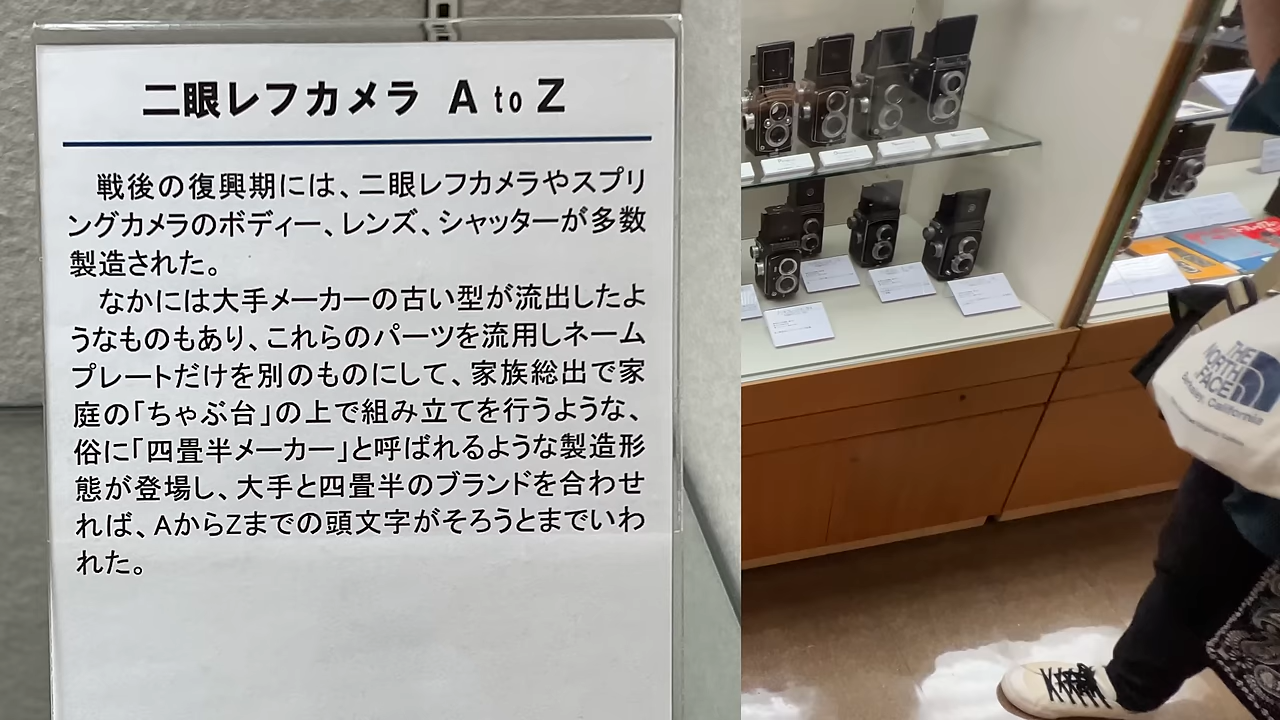 二眼レフカメラ A to Z
戦後の復興期には、二眼レフカメラやスプリ
ングカメラのボディー、レンズ、シャッターが多数
製造された。
なかには大手メーカーの古い型が流出したよ
うなものもあり、これらのパーツを流用しネーム
プレートだけを別のものにして、家族総出で家
庭の「ちゃぶ台」の上で組み立てを行うような、
俗に「四畳半メーカー」と呼ばれるような製造形
態が登場し、大手と四畳半のブランドを合わせ
れば、AからZまでの頭文字がそろうとまでいわ
れた。
THE
NORTH
FACE